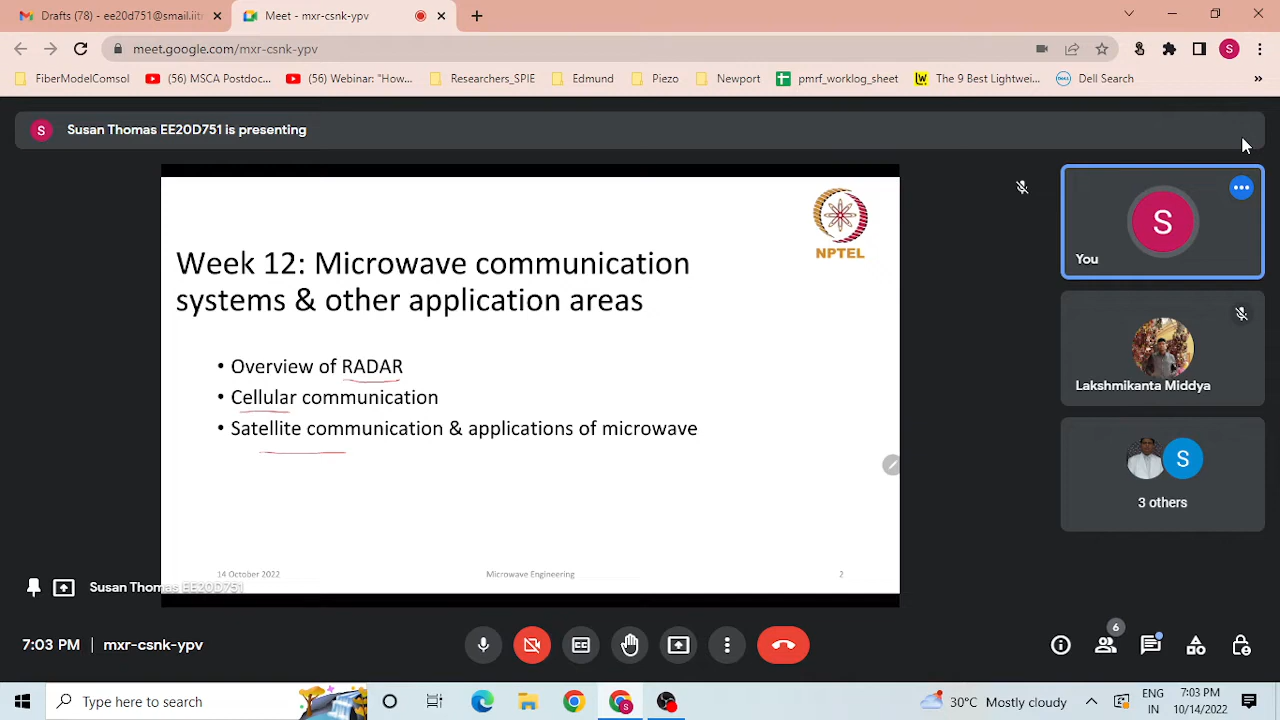 Drafts (78) - msail.iitm
Meet - mxr-csnk-ypv
meet.google.com/mxr-csnk-ypv
S
FiberModelComsol
(56) MSCA Postdoc...
(56) Webinar: "How...
Researchers_SPIE
Edmund
Piezo
Newport
pmrf_worklog_sheet
The 9 Best Lightwei...
Dell Search
S
Susan Thomas EE20D751 is presenting
NPTEL
Week 12: Microwave communication
systems & other application areas
• Overview of RADAR
• Cellular communication
• Satellite communication & applications of microwave
14 October 2022
Microwave Engineering
2
Susan Thomas EE20D751
S
You
Lakshmikanta Middya
S
3 others
7:03 PM | mxr-csnk-ypv
6
Type here to search
S
30°C Mostly cloudy
ENG
IN
7:03 PM
10/14/2022